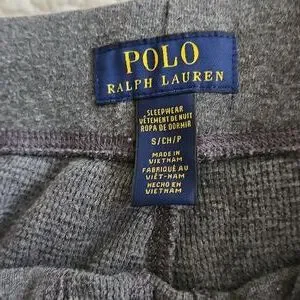 POLO
RALPH LAUREN
SLEEPWEAR
VÊTEMENT DE NUIT
ROPA DE DORMIR
S/CH/P
MADE IN
VIETNAM
FABRIQUÉ AU
VIÊT-NAM
HECHO EN
VIETNAM